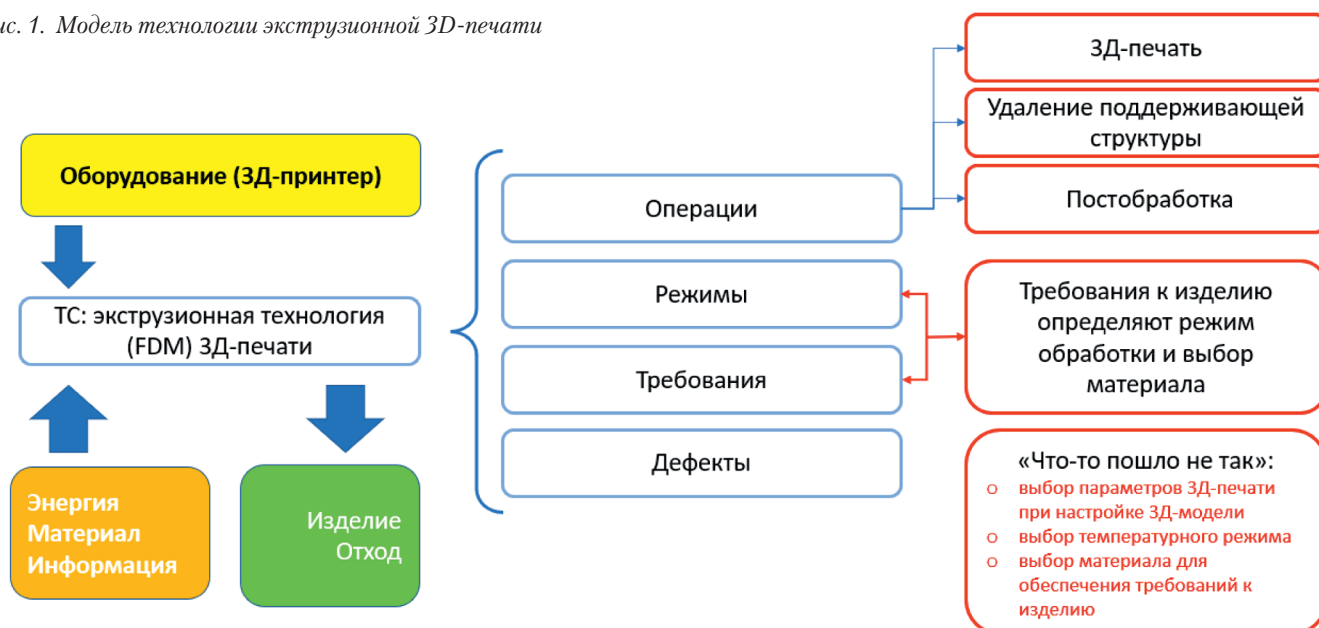 ис. 1. Модель технологии экструзионной 3D-печати
Оборудование (3Д-принтер)
ТС: экструзионная технология
(FDM) 3Д-печати
Энергия
Материал
Информация
Изделие
Отход
Операции
Режимы
Требования
Дефекты
3Д-печать
Удаление поддерживающей
структуры
Постобработка
Требования к изделию
определяют режим
обработки и выбор
материала
«Что-то пошло не так»:
o выбор параметров 3Д-печати
при настройке 3Д-модели
o выбор температурного режима
o выбор материала для
обеспечения требований к
изделию